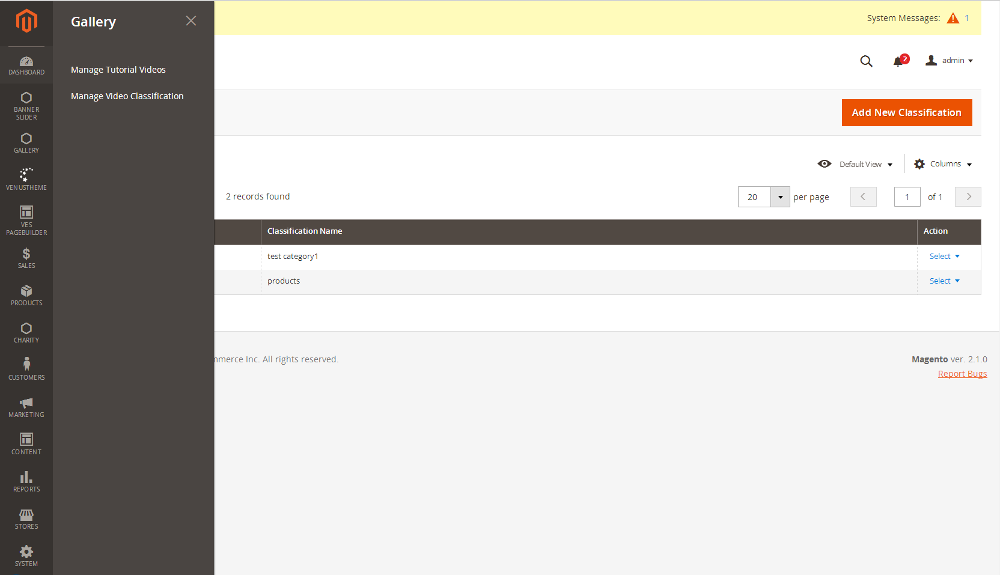 DASHBOARD
BANNER
SLIDER
GALLERY
VENUSTHEME
VES
PAGEBUILDER
SALES
PRODUCTS
CHARITY
CUSTOMERS
MARKETING
CONTENT
REPORTS
STORES
SYSTEM
Gallery
Manage Tutorial Videos
Manage Video Classification
System Messages: 1
2 admin
Add New Classification
Default View Columns
2 records found 20 per page 1 of 1
Classification Name Action
test category1 Select
products Select
mmerce Inc. All rights reserved. Magento ver. 2.1.0
Report Bugs